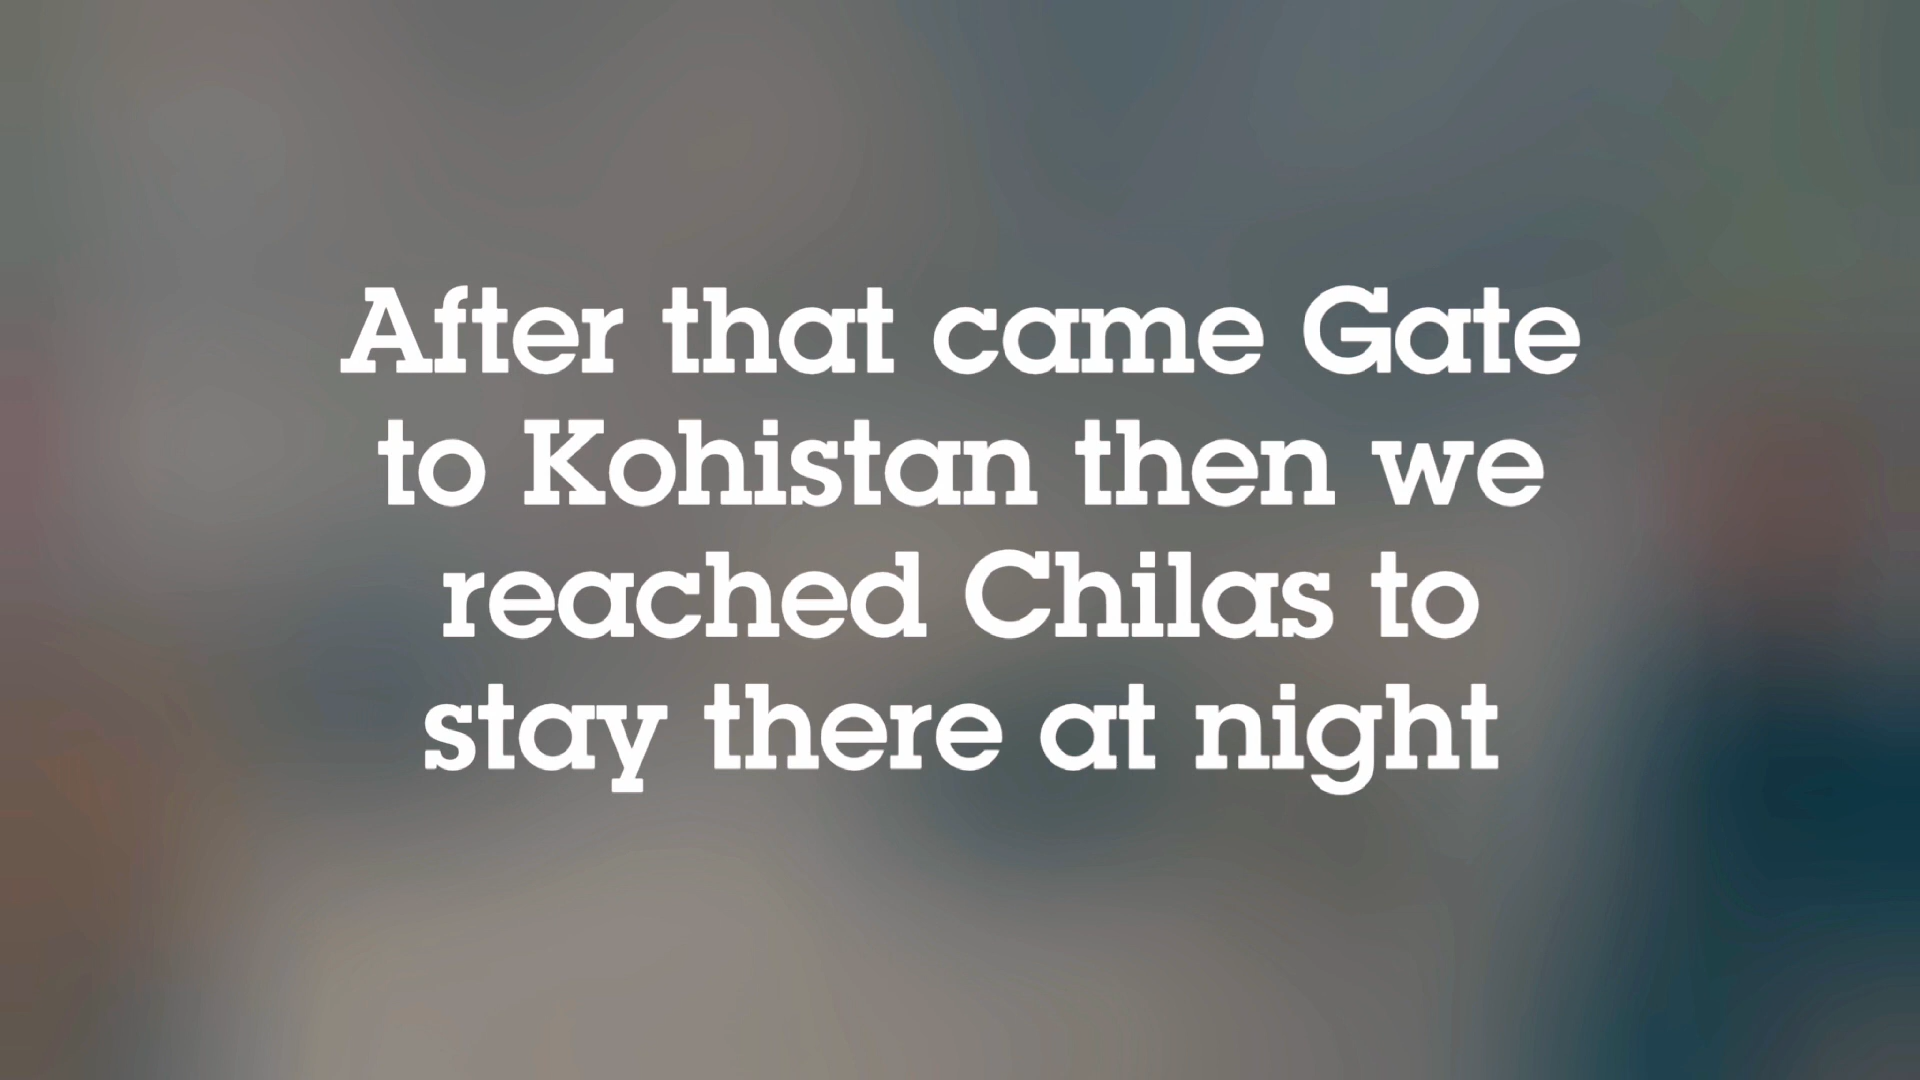 After that came Gate
to Kohistan then we
reached Chilas to
stay there at night